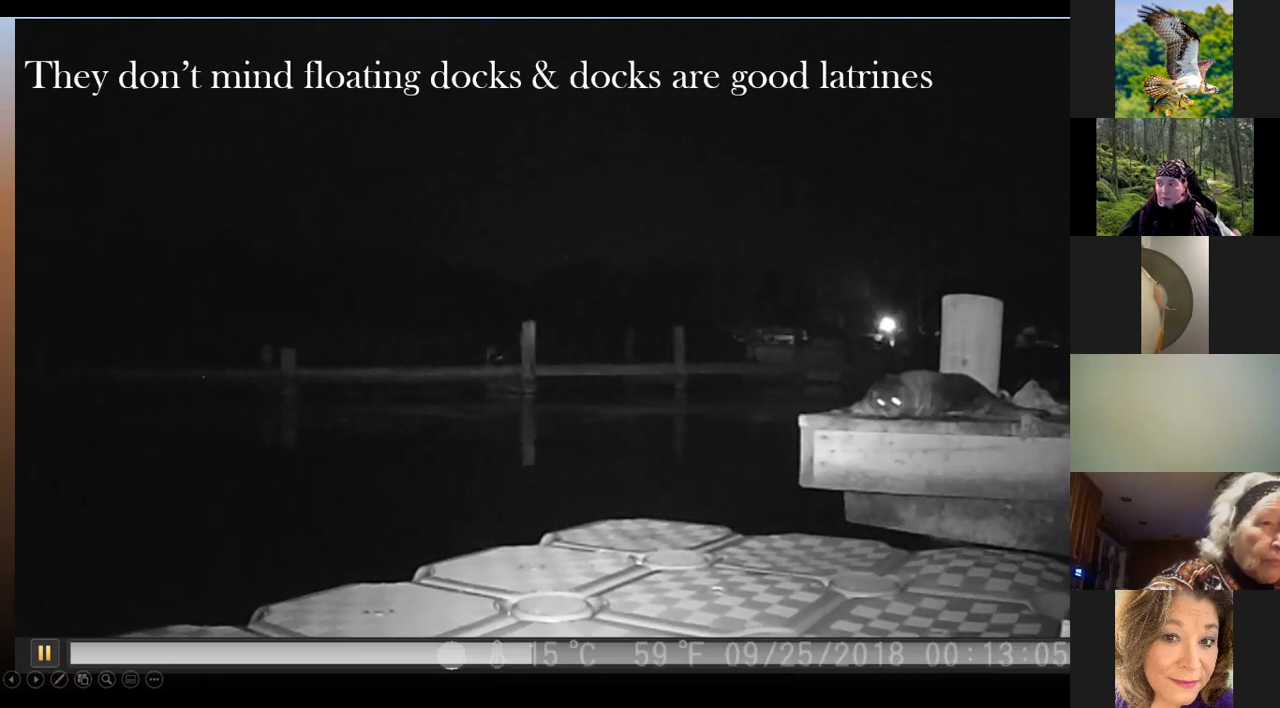 They don’t mind floating docks & docks are good latrines
15 °C 59 °F 09/25/2018 00:13:05